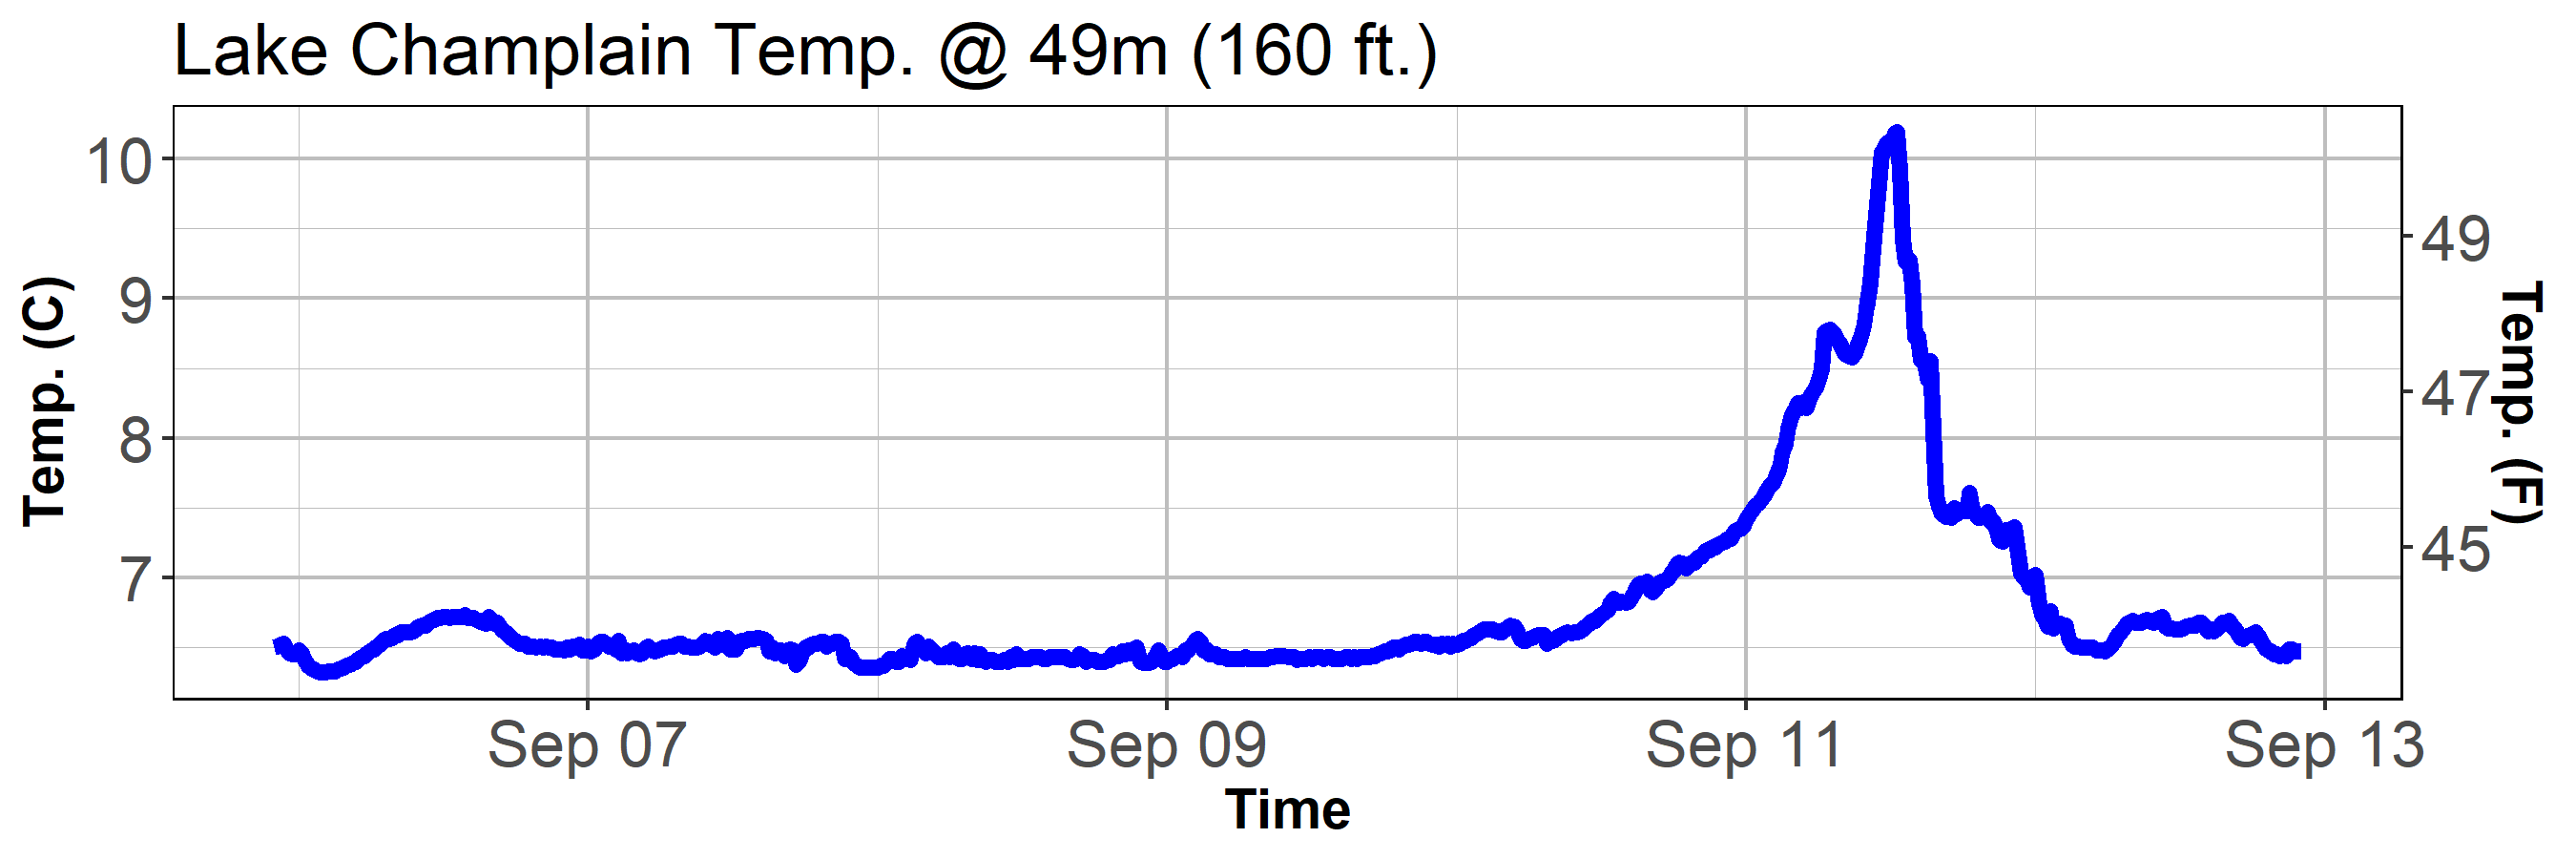 Lake Champlain Temp. @ 49m (160 ft.)
Temp. (C)
10
9
8
7
49
47
45
Temp. (F)
Sep 07 Sep 09 Sep 11 Sep 13
Time